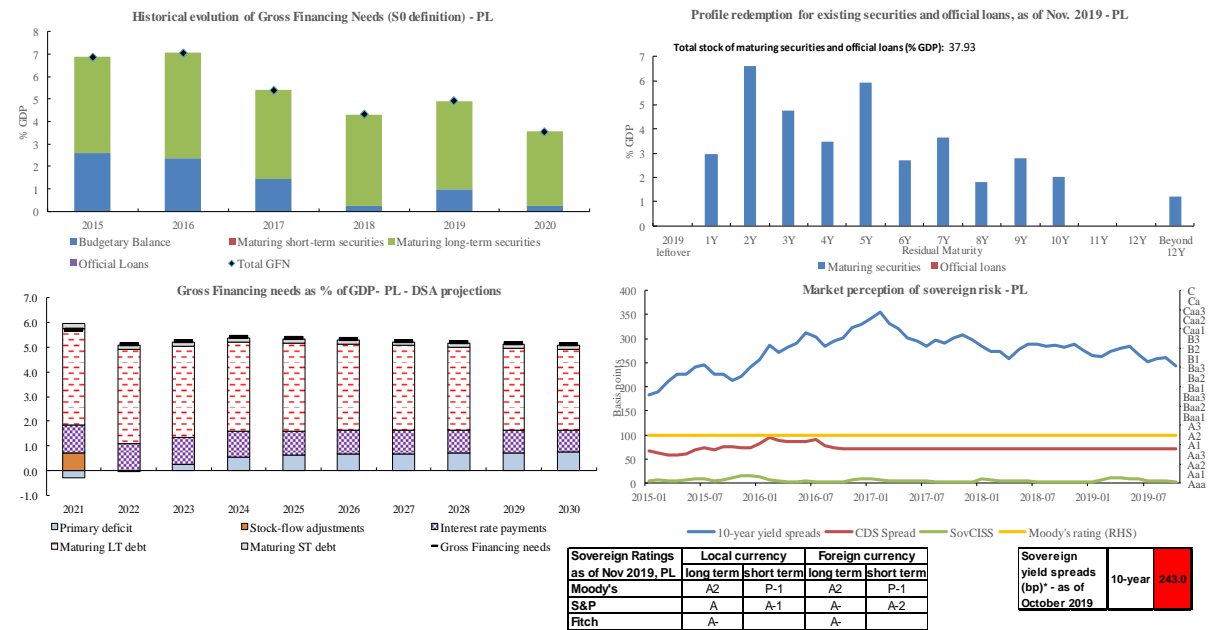 Historical evolution of Gross Financing Needs (S0 definition) - PL
8
7
6
5
4
3
2
1
0
% GDP
2015 2016 2017 2018 2019 2020
Budgetary Balance Maturing short-term securities Maturing long-term securities
Official Loans Total GFN
Profile redemption for existing securities and official loans, as of Nov. 2019 - PL
Total stock of maturing securities and official loans (% GDP): 37.93
7
6
5
4
3
2
1
0
% GDP
2019 leftover 1Y 2Y 3Y 4Y 5Y 6Y 7Y 8Y 9Y 10Y 11Y 12Y Beyond 12Y
Residual Maturity
Maturing securities Official loans
Gross Financing needs as % of GDP- PL - DSA projections
7.0
6.0
5.0
4.0
3.0
2.0
1.0
0.0
-1.0
2021 2022 2023 2024 2025 2026 2027 2028 2029 2030
Primary deficit Stock-flow adjustments Interest rate payments
Maturing LT debt Maturing ST debt Gross Financing needs
Market perception of sovereign risk - PL
400
350
300
250
200
150
100
50
0
Basis points
C
Ca
Caa3
Caa2
Caa1
B3
B2
B1
Ba3
Ba2
Ba1
Baa3
Baa2
Baa1
A3
A2
A1
Aa3
Aa2
Aa1
Aaa
2015-01 2015-07 2016-01 2016-07 2017-01 2017-07 2018-01 2018-07 2019-01 2019-07
10-year yield spreads CDS Spread SovCISS Moody's rating (RHS)
Sovereign Ratings Local currency Foreign currency
as of Nov 2019, PL long term short term long term short term
Moody's A2 P-1 A2 P-1
S&P A A-1 A- A-2
Fitch A- A-
Sovereign
yield spreads
(bp)* - as of
October 2019
10-year 243.0